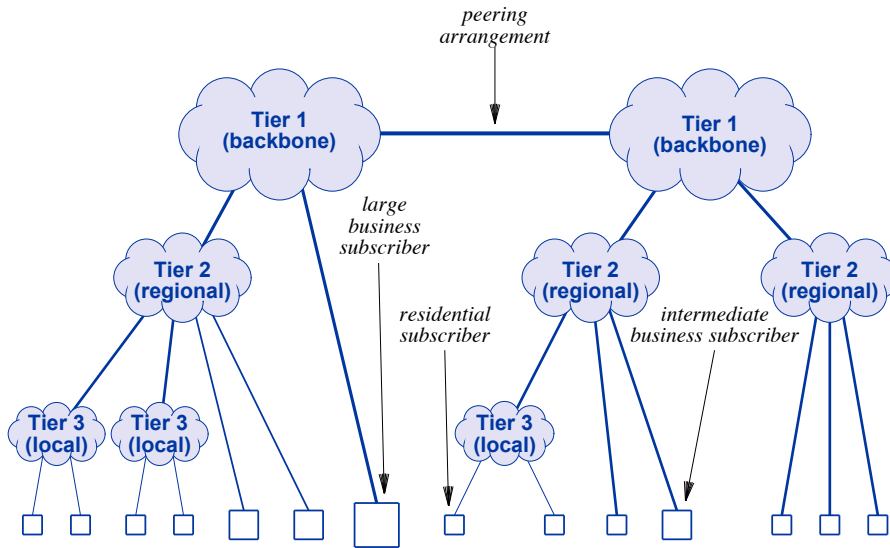 peering
arrangement
Tier 1
(backbone)
Tier 1
(backbone)
large
business
subscriber
Tier 2
(regional)
Tier 2
(regional)
Tier 2
(regional)
residential
subscriber
intermediate
business subscriber
Tier 3
(local)
Tier 3
(local)
Tier 3
(local)